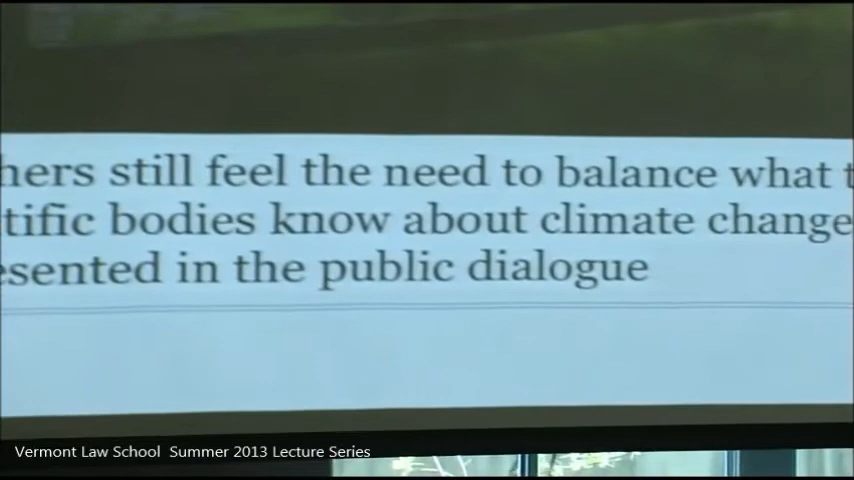 hers still feel the need to balance what t
tific bodies know about climate change
esented in the public dialogue
Vermont Law School Summer 2013 Lecture Series